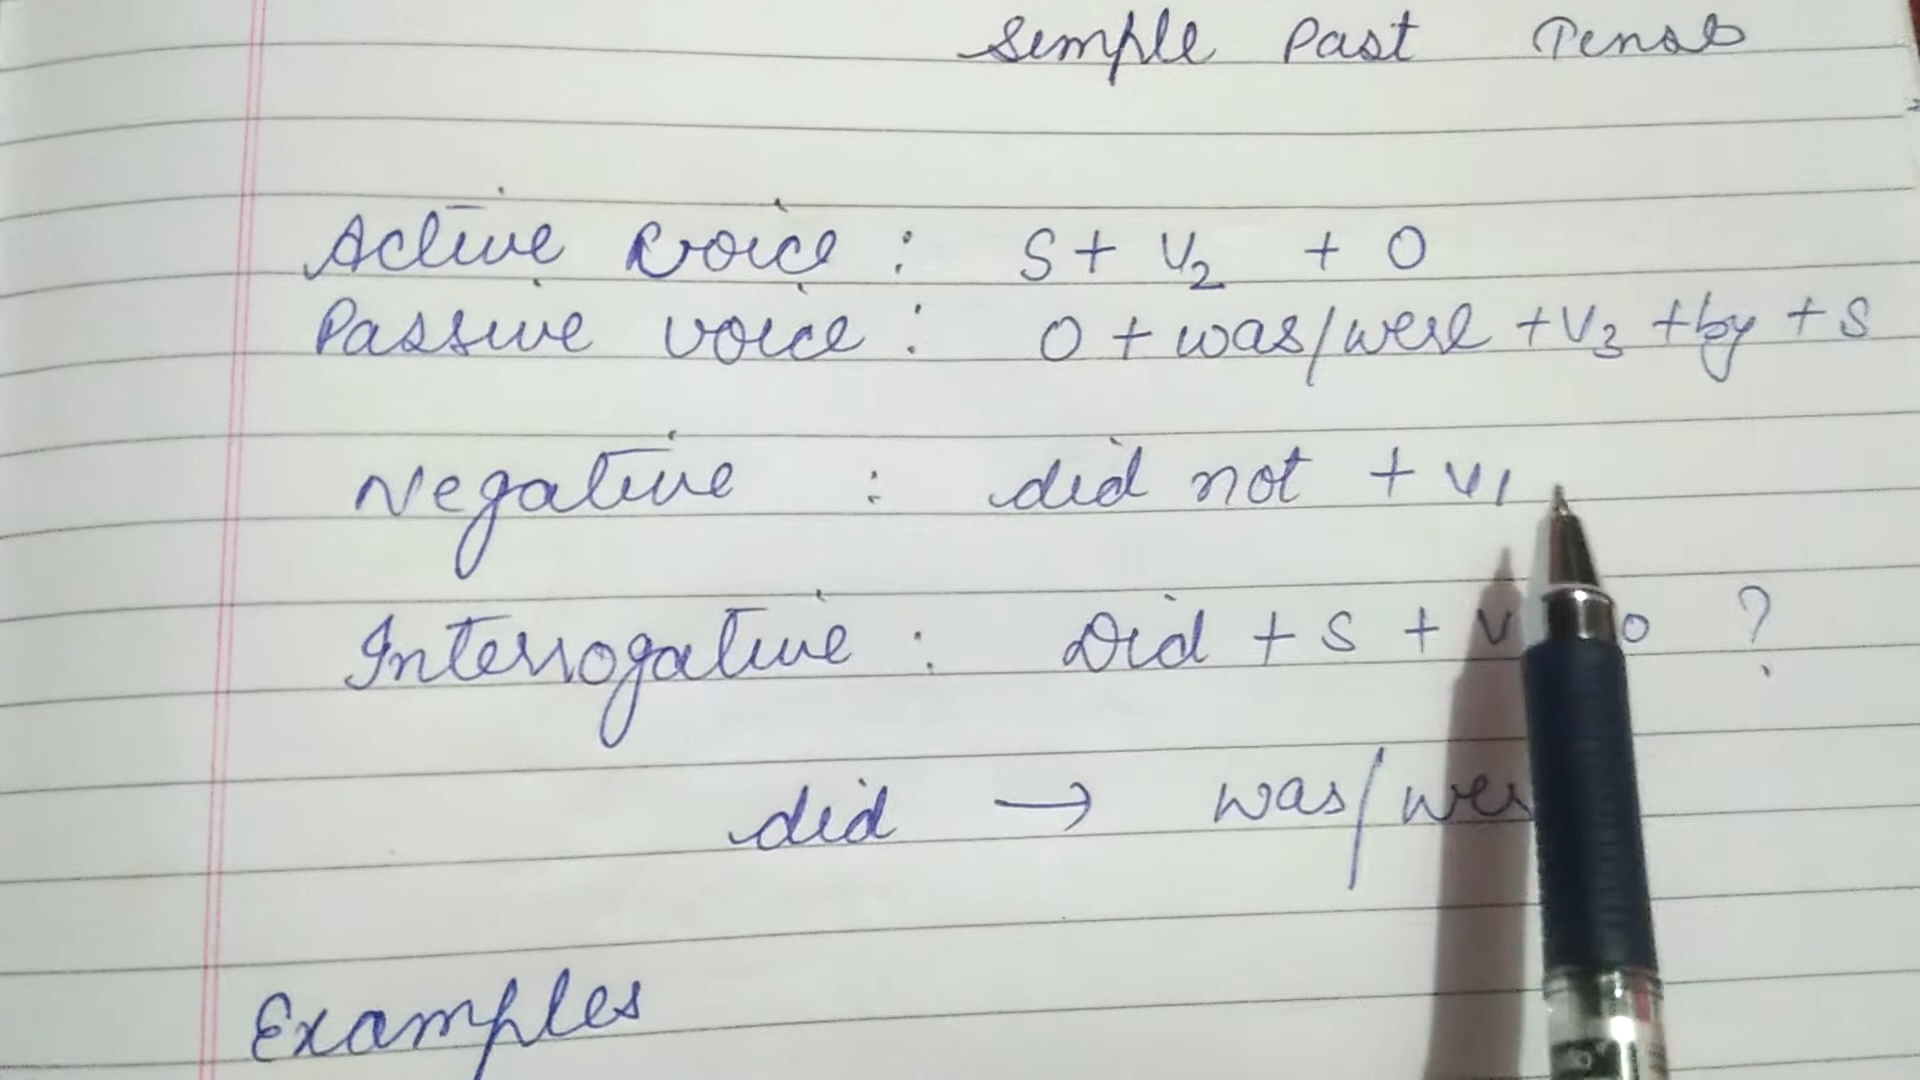 Simple Past Tense
Active voice : S + V2 + O
Passive voice : O + was/were + V3 + by + S
Negative : did not + V1
Interrogative : Did + S + V O ?
did → was/wer
Examples